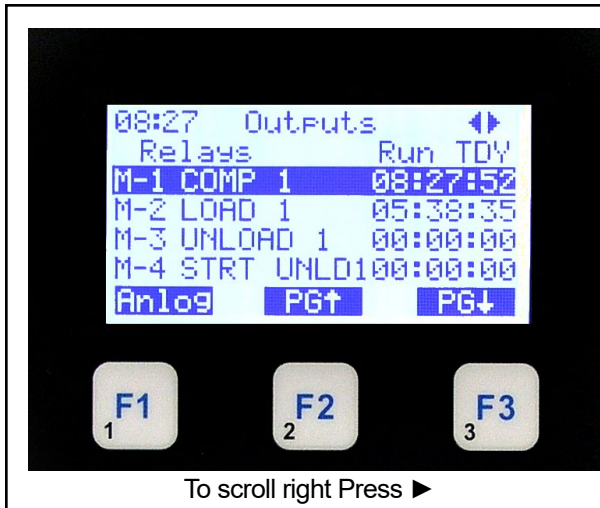 08:27 Outputs ◀▶
Relays Run TDY
M-1 COMP 1 08:27:52
M-2 LOAD 1 05:38:35
M-3 UNLOAD 1 00:00:00
M-4 STRT UNLD100:00:00
Anlog PG↑ PG↓
F1 F2 F3
1 2 3
To scroll right Press ►